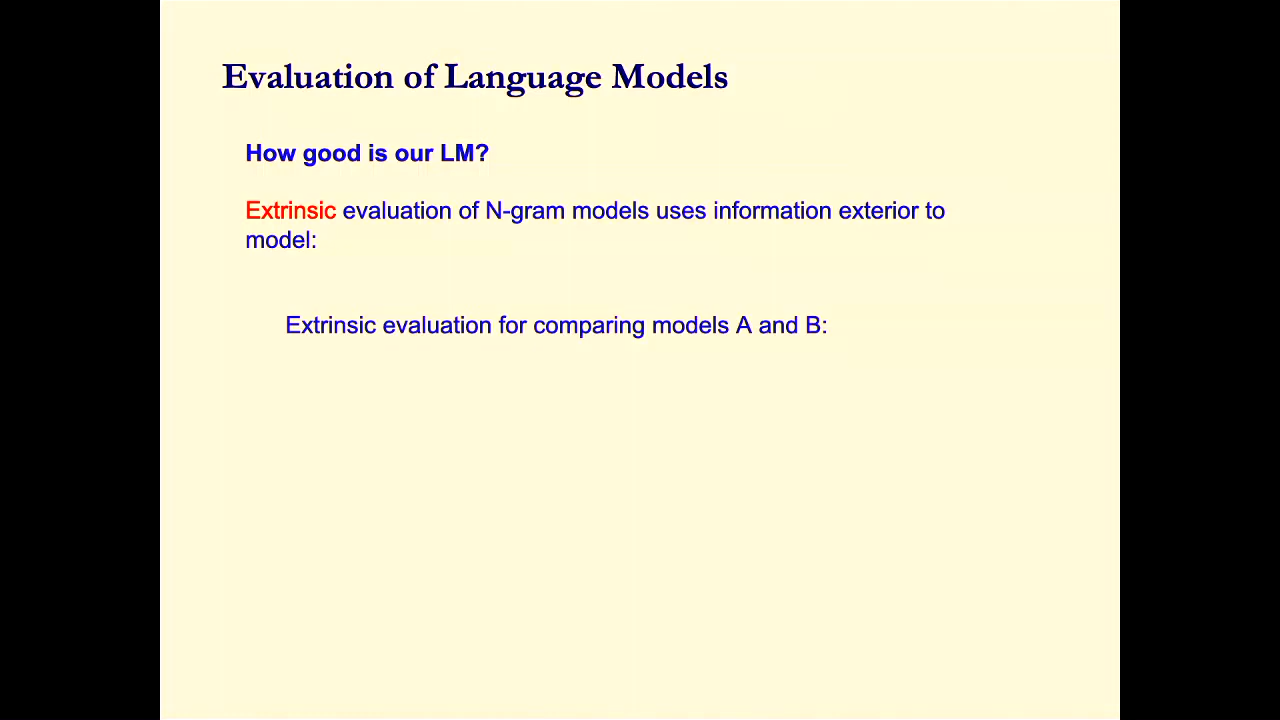 Evaluation of Language Models
How good is our LM?
Extrinsic evaluation of N-gram models uses information exterior to
model:
Extrinsic evaluation for comparing models A and B: